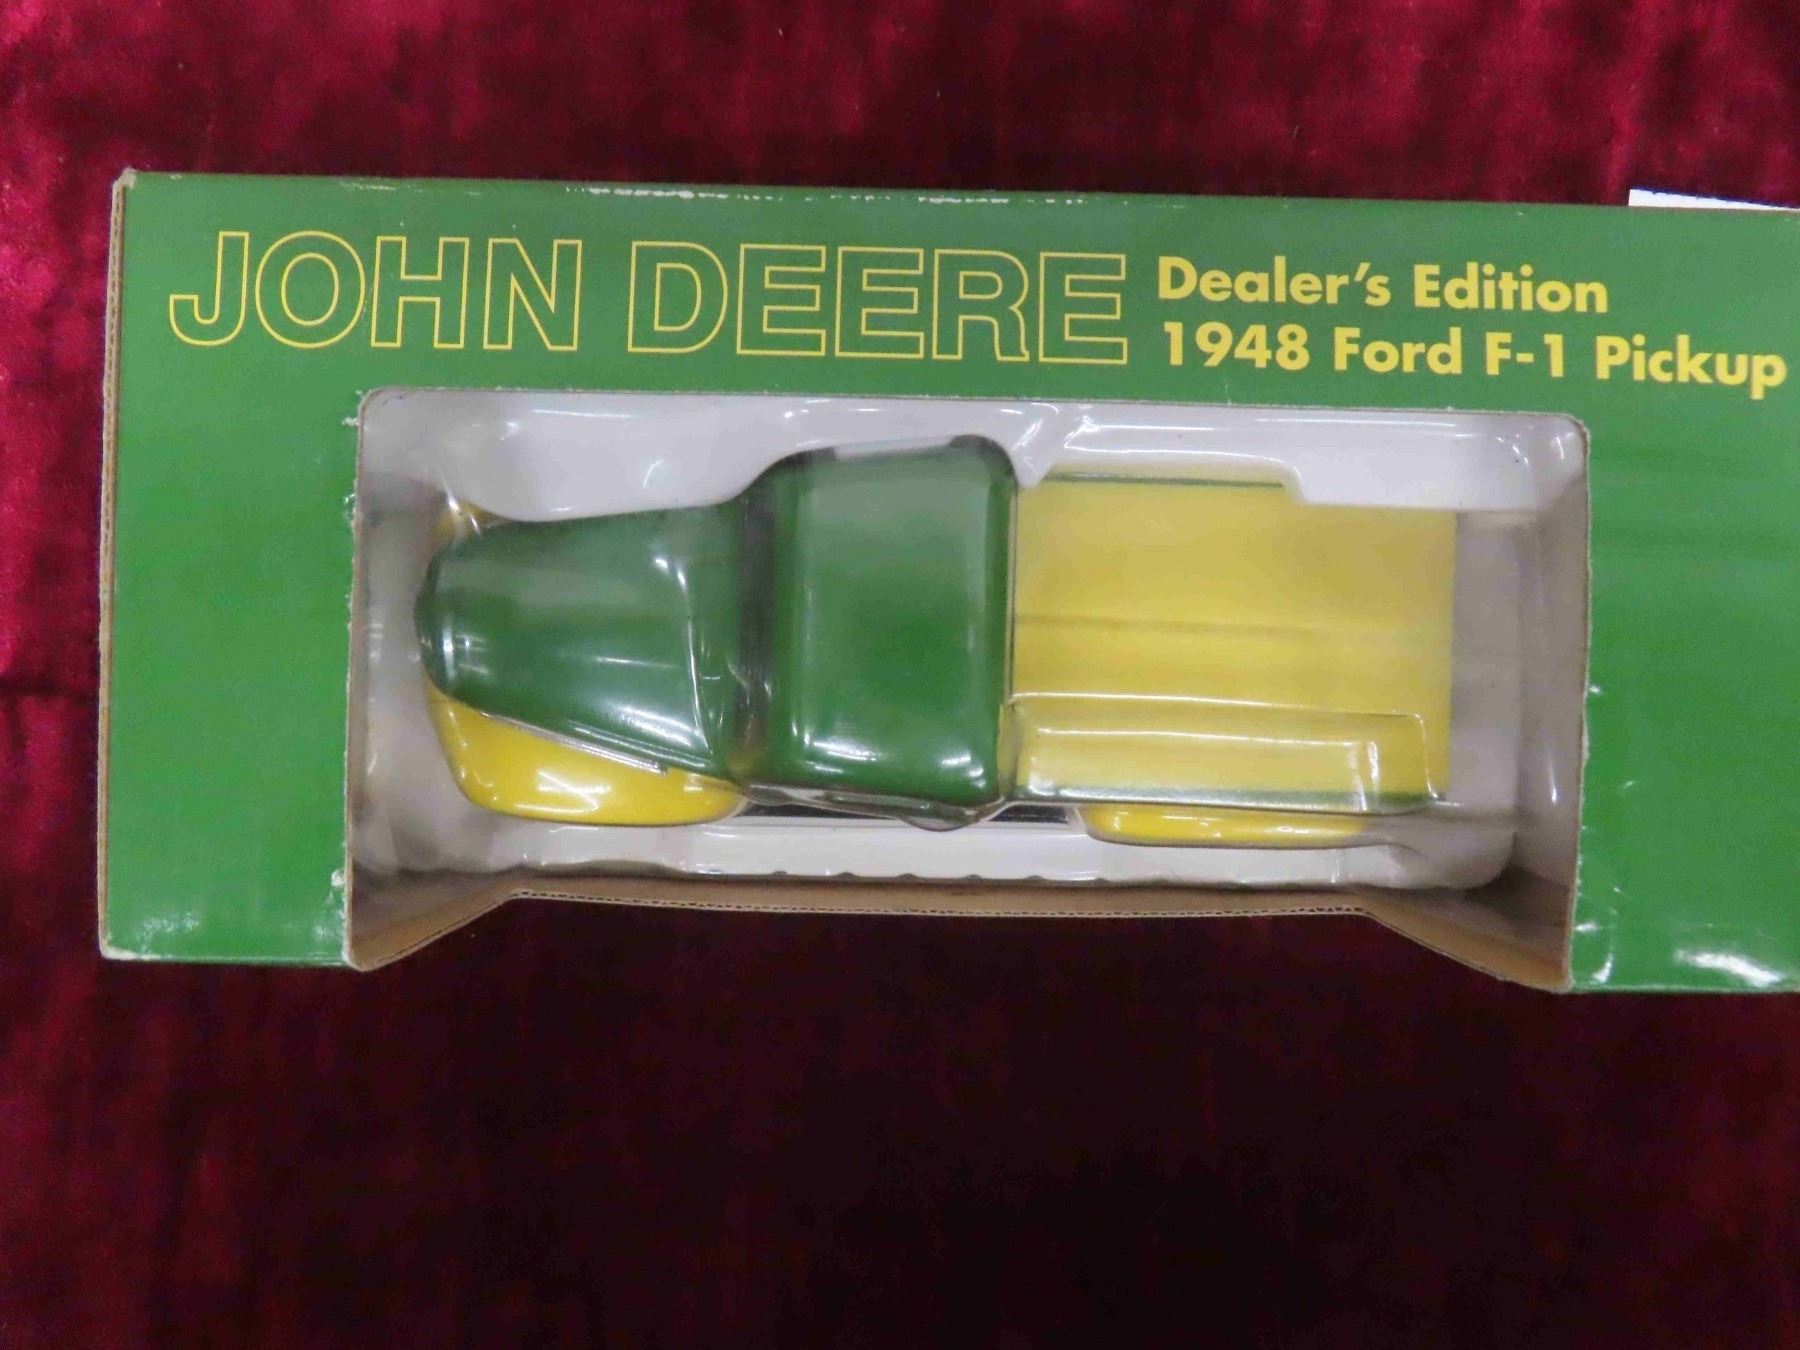 JOHN DEERE
Dealer's Edition
1948 Ford F-1 Pickup